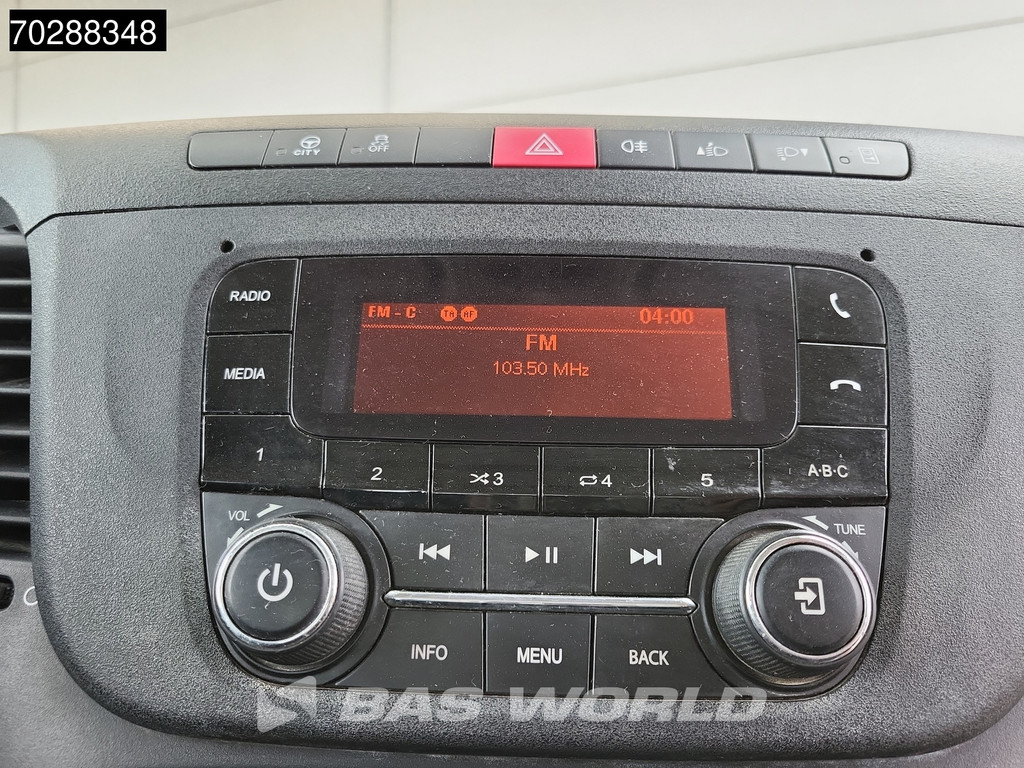 70288348
CITY OFF
RADIO
FM - C TA AF 04:00
FM
103.50 MHz
MEDIA
1 2 3 4 5 A·B·C
VOL TUNE
INFO MENU BACK
BAS WORLD